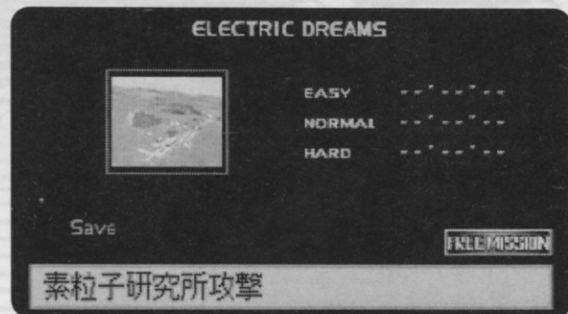 ELECTRIC DREAMS
EASY --'--'--
NORMAL --'--'--
HARD --'--'--
Save
FREE MISSION
素粒子研究所攻撃